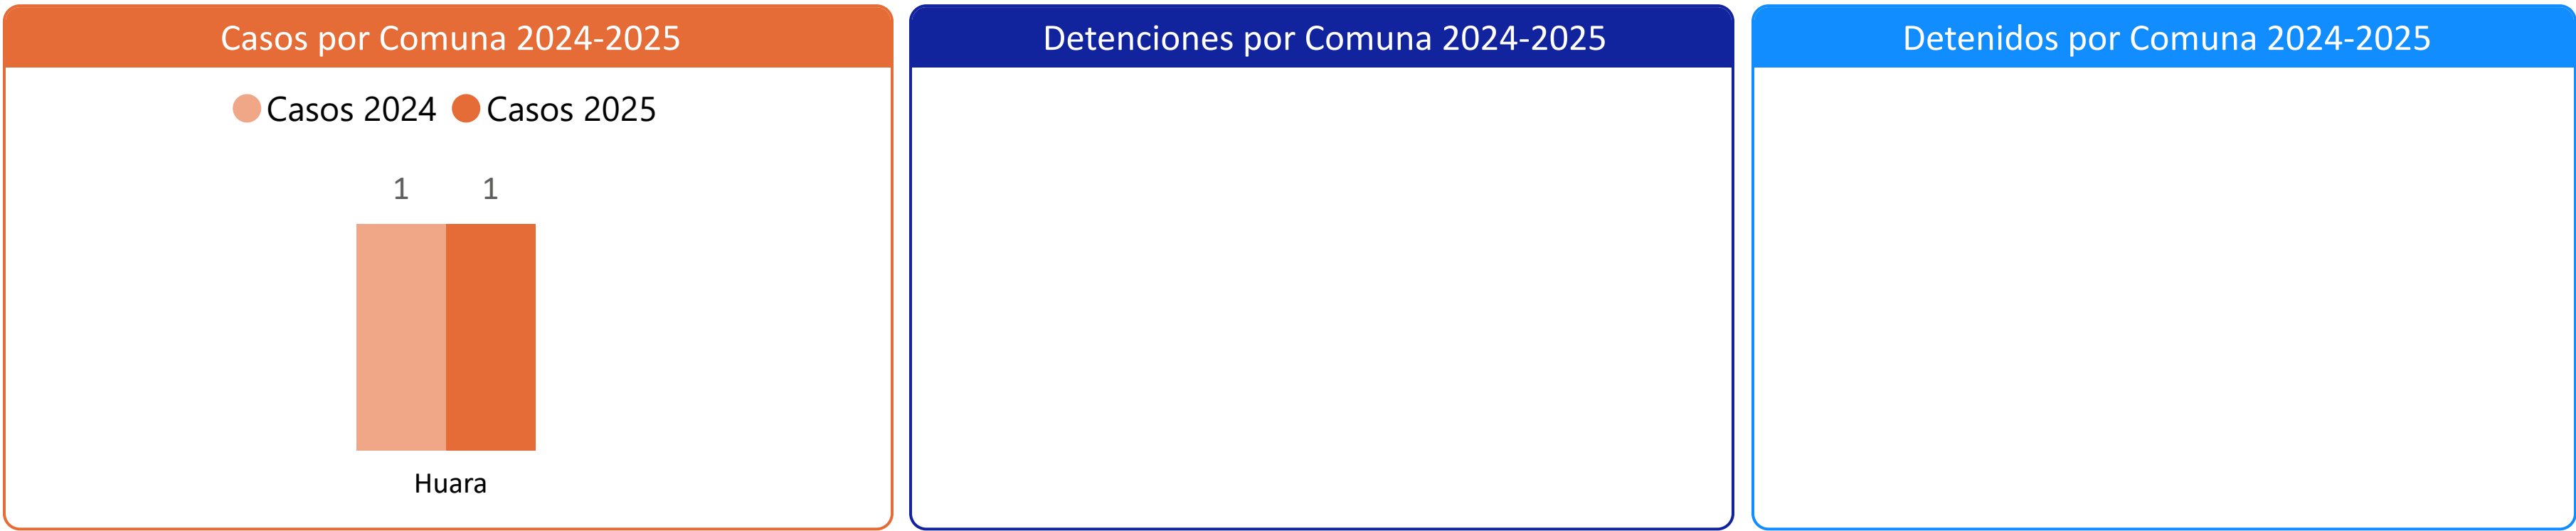 Casos por Comuna 2024-2025
Casos 2024 Casos 2025
1 1
Huara
Detenciones por Comuna 2024-2025
Detenidos por Comuna 2024-2025